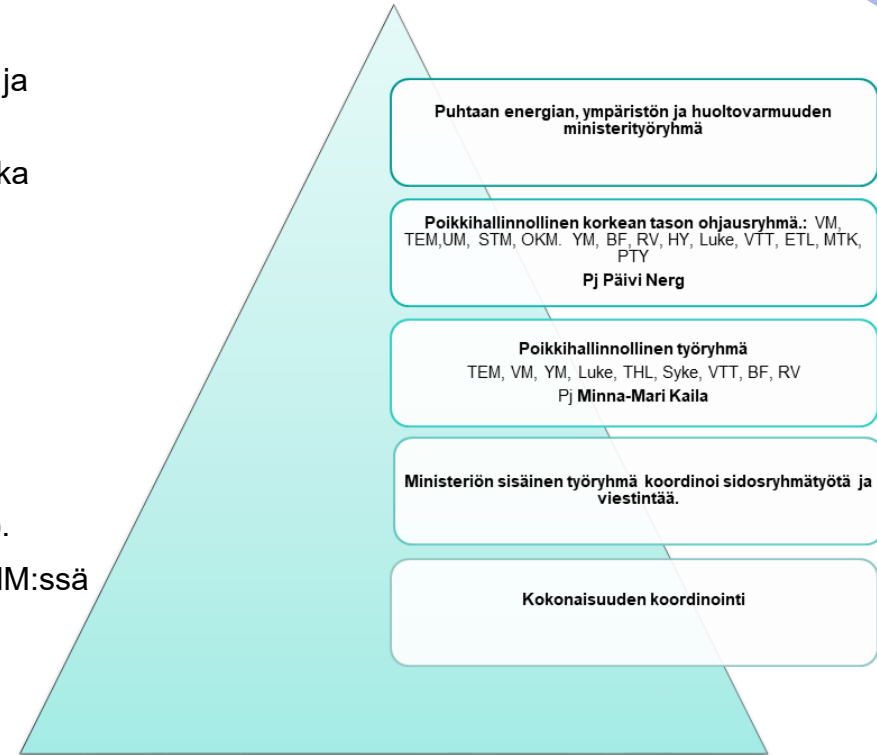 ja
ka
MM:ssä
Puhtaan energian, ympäristön ja huoltovarmuuden
ministerityöryhmä
Poikkihallinnollinen korkean tason ohjausryhmä.: VM,
TEM,UM, STM, OKM. YM, BF, RV, HY, Luke, VTT, ETL, MTK,
PTY
Pj Päivi Nerg
Poikkihallinnollinen työryhmä
TEM, VM, YM, Luke, THL, Syke, VTT, BF, RV
Pj Minna-Mari Kaila
Ministeriön sisäinen työryhmä koordinoi sidosryhmätyötä ja
viestintää.
Kokonaisuuden koordinointi